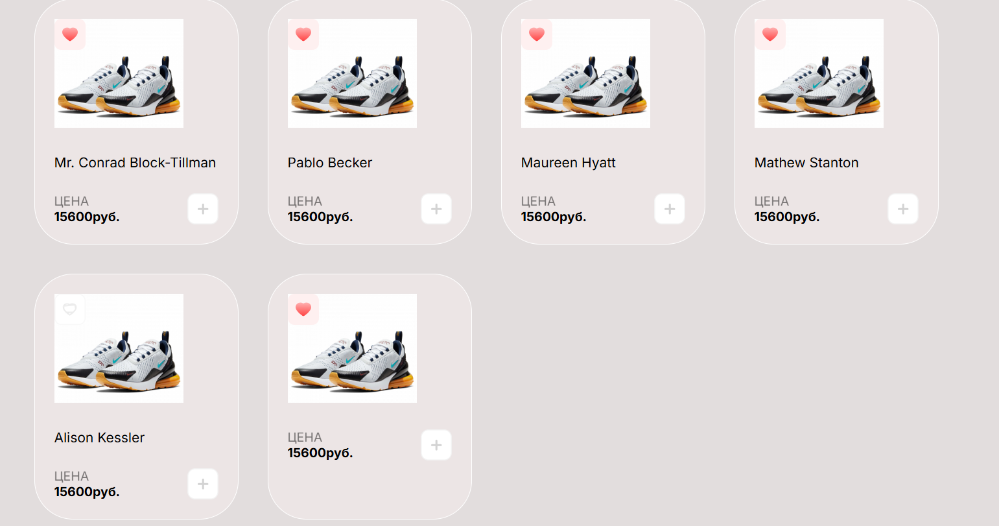 Mr. Conrad Block-Tillman
ЦЕНА
15600руб.
Pablo Becker
ЦЕНА
15600руб.
Maureen Hyatt
ЦЕНА
15600руб.
Mathew Stanton
ЦЕНА
15600руб.
Alison Kessler
ЦЕНА
15600руб.
ЦЕНА
15600руб.